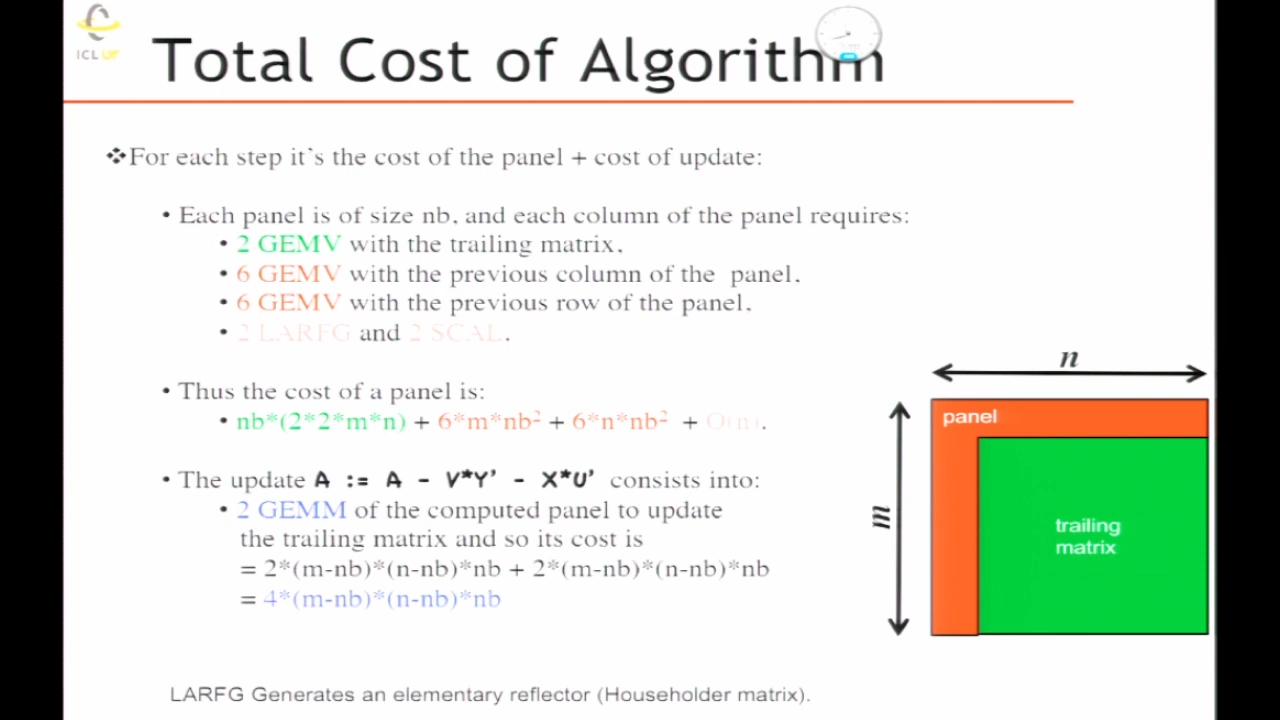 ICL UT
Total Cost of Algorithm
❖For each step it's the cost of the panel + cost of update:
• Each panel is of size nb, and each column of the panel requires:
• 2 GEMV with the trailing matrix,
• 6 GEMV with the previous column of the panel,
• 6 GEMV with the previous row of the panel,
• 2 LARFG and 2 SCAL.
• Thus the cost of a panel is:
• nb*(2*2*m*n) + 6*m*nb² + 6*n*nb² + O(n).
• The update A := A - V*Y' - X*U' consists into:
• 2 GEMM of the computed panel to update
the trailing matrix and so its cost is
= 2*(m-nb)*(n-nb)*nb + 2*(m-nb)*(n-nb)*nb
= 4*(m-nb)*(n-nb)*nb
n
panel
m
trailing
matrix
LARFG Generates an elementary reflector (Householder matrix).